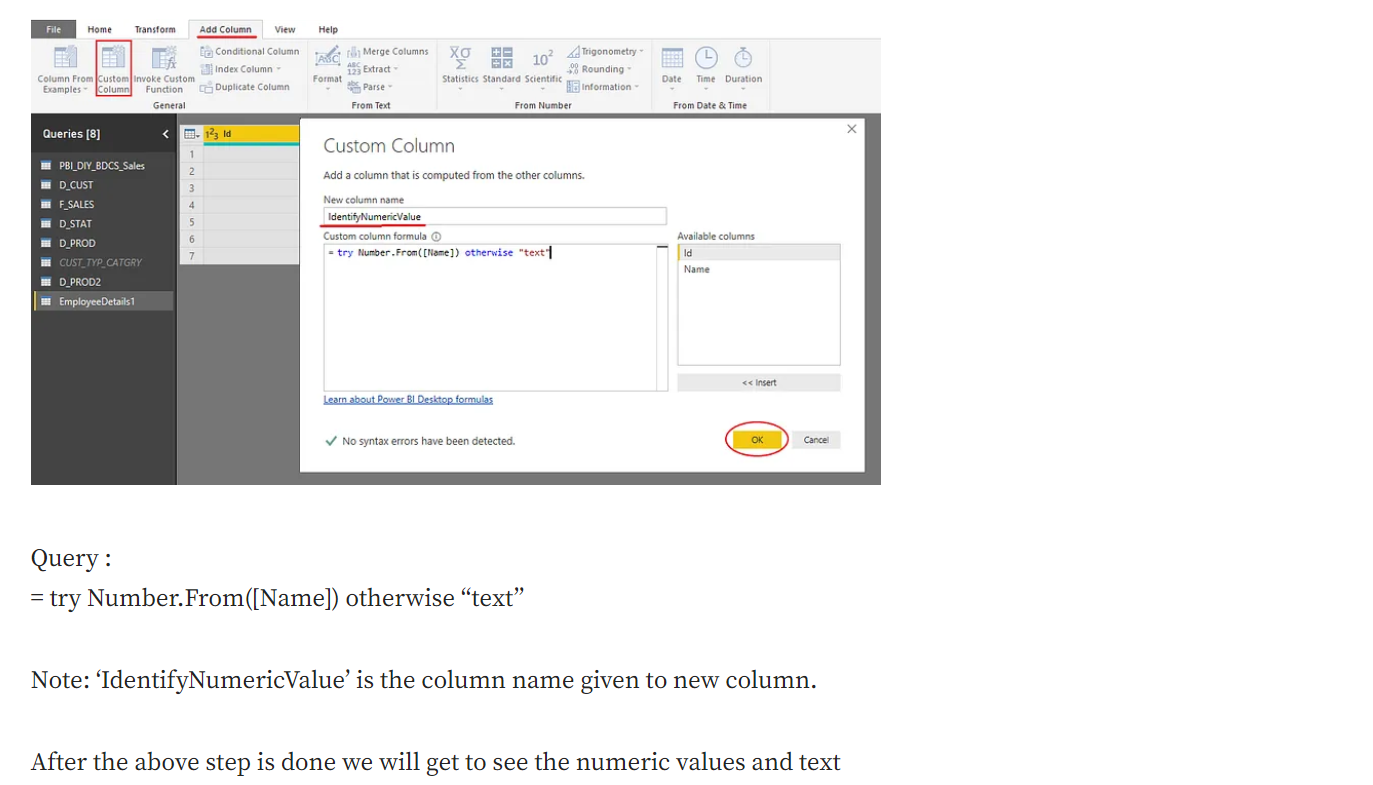 File Home Transform Add Column View Help
Column From Examples
Custom Column
Invoke Custom Function
Conditional Column
Index Column
Duplicate Column
General
ABC
Format
Merge Columns
ABC 123 Extract
abc Parse
From Text
Statistics
Standard
10² Scientific
Trigonometry
.00 Rounding
Information
From Number
Date
Time
Duration
From Date & Time
Queries [8]
PBI_DIY_BDCS_Sales
D_CUST
F_SALES
D_STAT
D_PROD
CUST_TYP_CATGRY
D_PROD2
EmployeeDetails1
1²3 Id
1
2
3
4
5
6
7
Custom Column
Add a column that is computed from the other columns.
New column name
IdentifyNumericValue
Custom column formula
= try Number.From([Name]) otherwise "text"
Available columns
Id
Name
<< Insert
Learn about Power BI Desktop formulas
No syntax errors have been detected.
OK Cancel
Query :
= try Number.From([Name]) otherwise “text”
Note: ‘IdentifyNumericValue’ is the column name given to new column.
After the above step is done we will get to see the numeric values and text